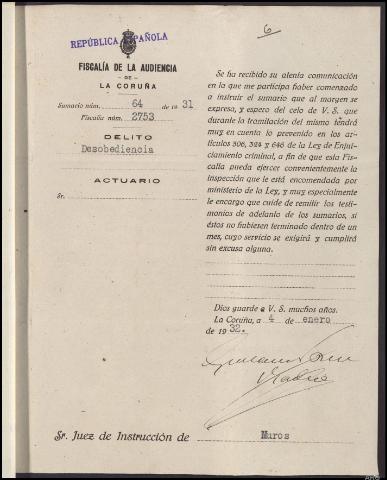 6
REPÚBLICA ESPAÑOLA
FISCALÍA DE LA AUDIENCIA
DE
LA CORUÑA
Sumario núm. 64 de 1931
Fiscalía núm. 2753
DELITO
Desobediencia
ACTUARIO
Sr.
Se ha recibido su atenta comunicación
en la que me participa haber comenzado
a instruir el sumario que al margen se
expresa, y espero del celo de V. S. que
durante la tramitación del mismo tendrá
muy en cuenta lo prevenido en los ar-
tículos 306, 324 y 646 de la Ley de Enjui-
ciamiento criminal, a fin de que esta Fis-
calía pueda ejercer convenientemente la
inspección que le está encomendada por
ministerio de la Ley, y muy especialmente
le encargo que cuide de remitir los testi-
monios de adelanto de los sumarios, si
éstos no hubiesen terminado dentro de un
mes, cuyo servicio se exigirá y cumplirá
sin excusa alguna.
Dios guarde a V. S. muchos años.
La Coruña, a 4 de enero
de 1932.
Sr. Juez de Instrucción de Muros